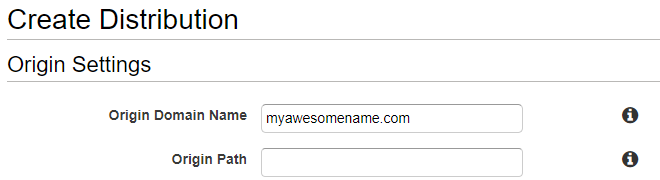 Create Distribution
Origin Settings
Origin Domain Name myawesomename.com
Origin Path